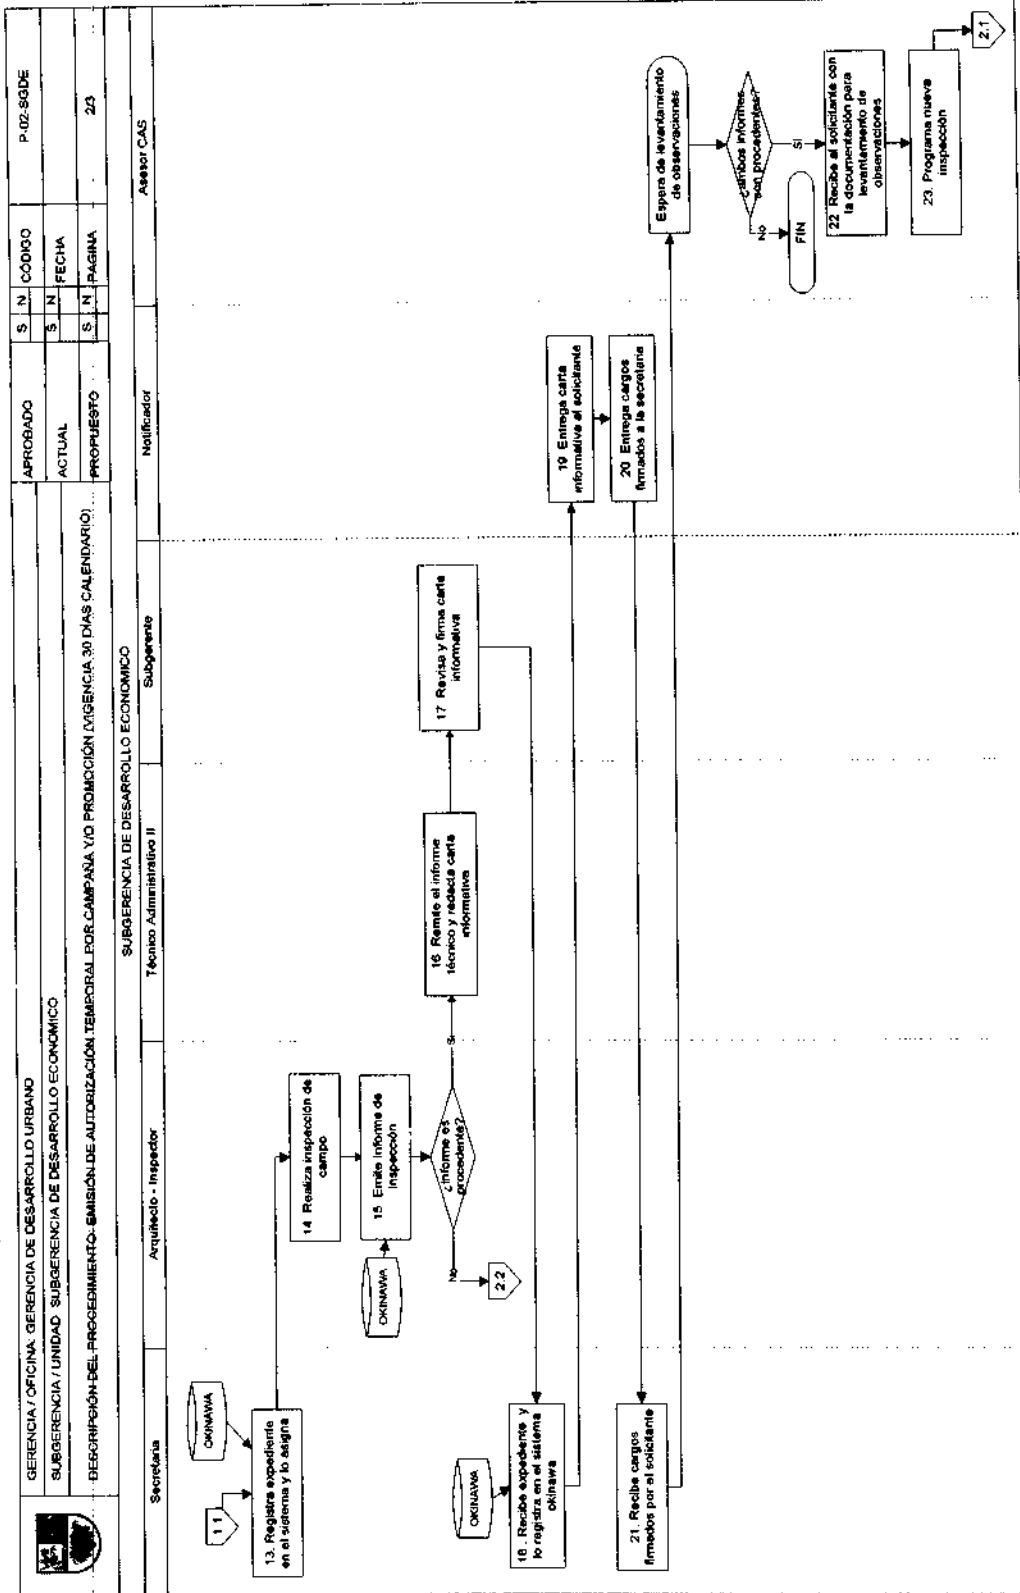 GERENCIA / OFICINA: GERENCIA DE DESARROLLO URBANO
APROBADO
S N
CÓDIGO
P-02-SGDE
SUBGERENCIA / UNIDAD SUBGERENCIA DE DESARROLLO ECONOMICO
ACTUAL
S N
FECHA
DESCRIPCIÓN DEL PROCEDIMIENTO: EMISIÓN DE AUTORIZACIÓN TEMPORAL POR CAMPAÑA Y/O PROMOCIÓN (VIGENCIA 30 DÍAS CALENDARIO)
PROPUESTO
S N
PAGINA
2/3
SUBGERENCIA DE DESARROLLO ECONOMICO
Secretaria
Arquitecto - Inspector
Técnico Administrativo II
Subgerente
Notificador
Asesor CAS
1.1
OKINAWA
13. Registra expediente
en el sistema y lo asigna
14 Realiza inspección de
campo
OKINAWA
15 Emite Informe de
Inspección
¿Informe es
procedente?
No
2.2
Si
16 Remite el informe
técnico y redacta carta
informativa
17 Revisa y firma carta
informativa
OKINAWA
18 . Recibe expediente y
lo registra en el sistema
okinawa
19 Entrega carta
informativa al solicitante
20 Entrega cargos
firmados a la secretaria
21. Recibe cargos
firmados por el solicitante
Espera de levantamiento
de observaciones
¿ambos informes
son procedentes?
No
FIN
Si
22 Recibe al solicitante con
la documentación para
levantamiento de
observaciones
23. Programa nueva
inspección
2.1